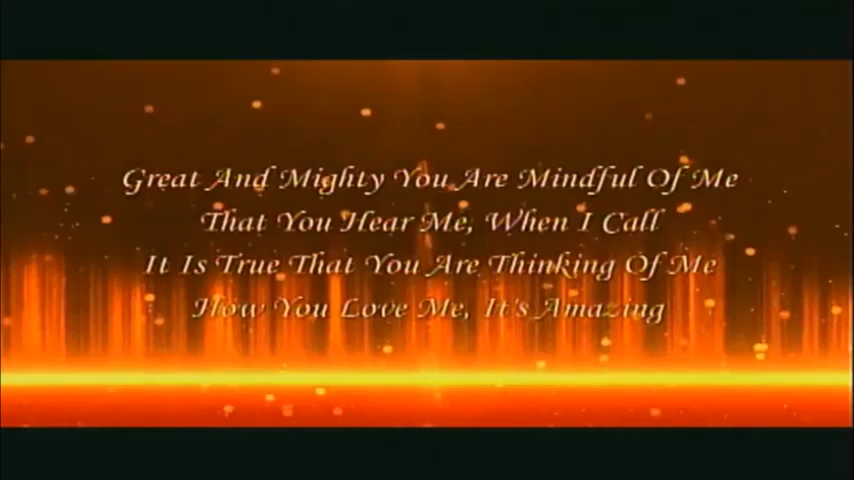 Great And Mighty You Are Mindful Of Me
That You Hear Me, When I Call
It Is True That You Are Thinking Of Me
How You Love Me, It's Amazing